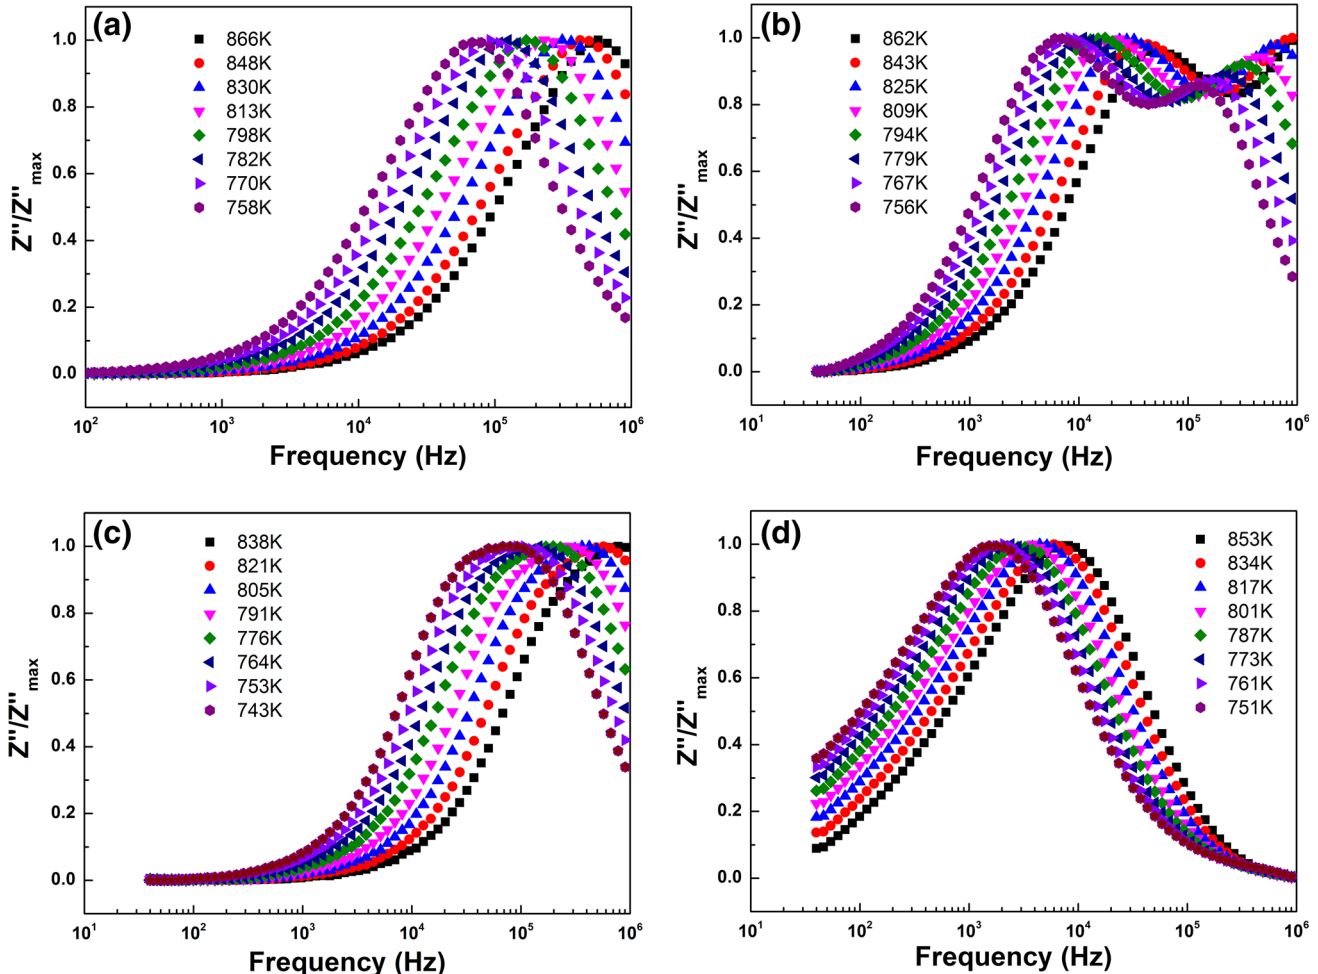 (a)
866K
848K
830K
813K
798K
782K
770K
758K
1.0
0.8
0.6
0.4
0.2
0.0
Z''/Z''max
10² 10³ 10⁴ 10⁵ 10⁶
Frequency (Hz)
(b)
862K
843K
825K
809K
794K
779K
767K
756K
1.0
0.8
0.6
0.4
0.2
0.0
Z''/Z''max
10¹ 10² 10³ 10⁴ 10⁵ 10⁶
Frequency (Hz)
(c)
838K
821K
805K
791K
776K
764K
753K
743K
1.0
0.8
0.6
0.4
0.2
0.0
Z''/Z''max
10¹ 10² 10³ 10⁴ 10⁵ 10⁶
Frequency (Hz)
(d)
853K
834K
817K
801K
787K
773K
761K
751K
1.0
0.8
0.6
0.4
0.2
0.0
Z''/Z''max
10¹ 10² 10³ 10⁴ 10⁵ 10⁶
Frequency (Hz)